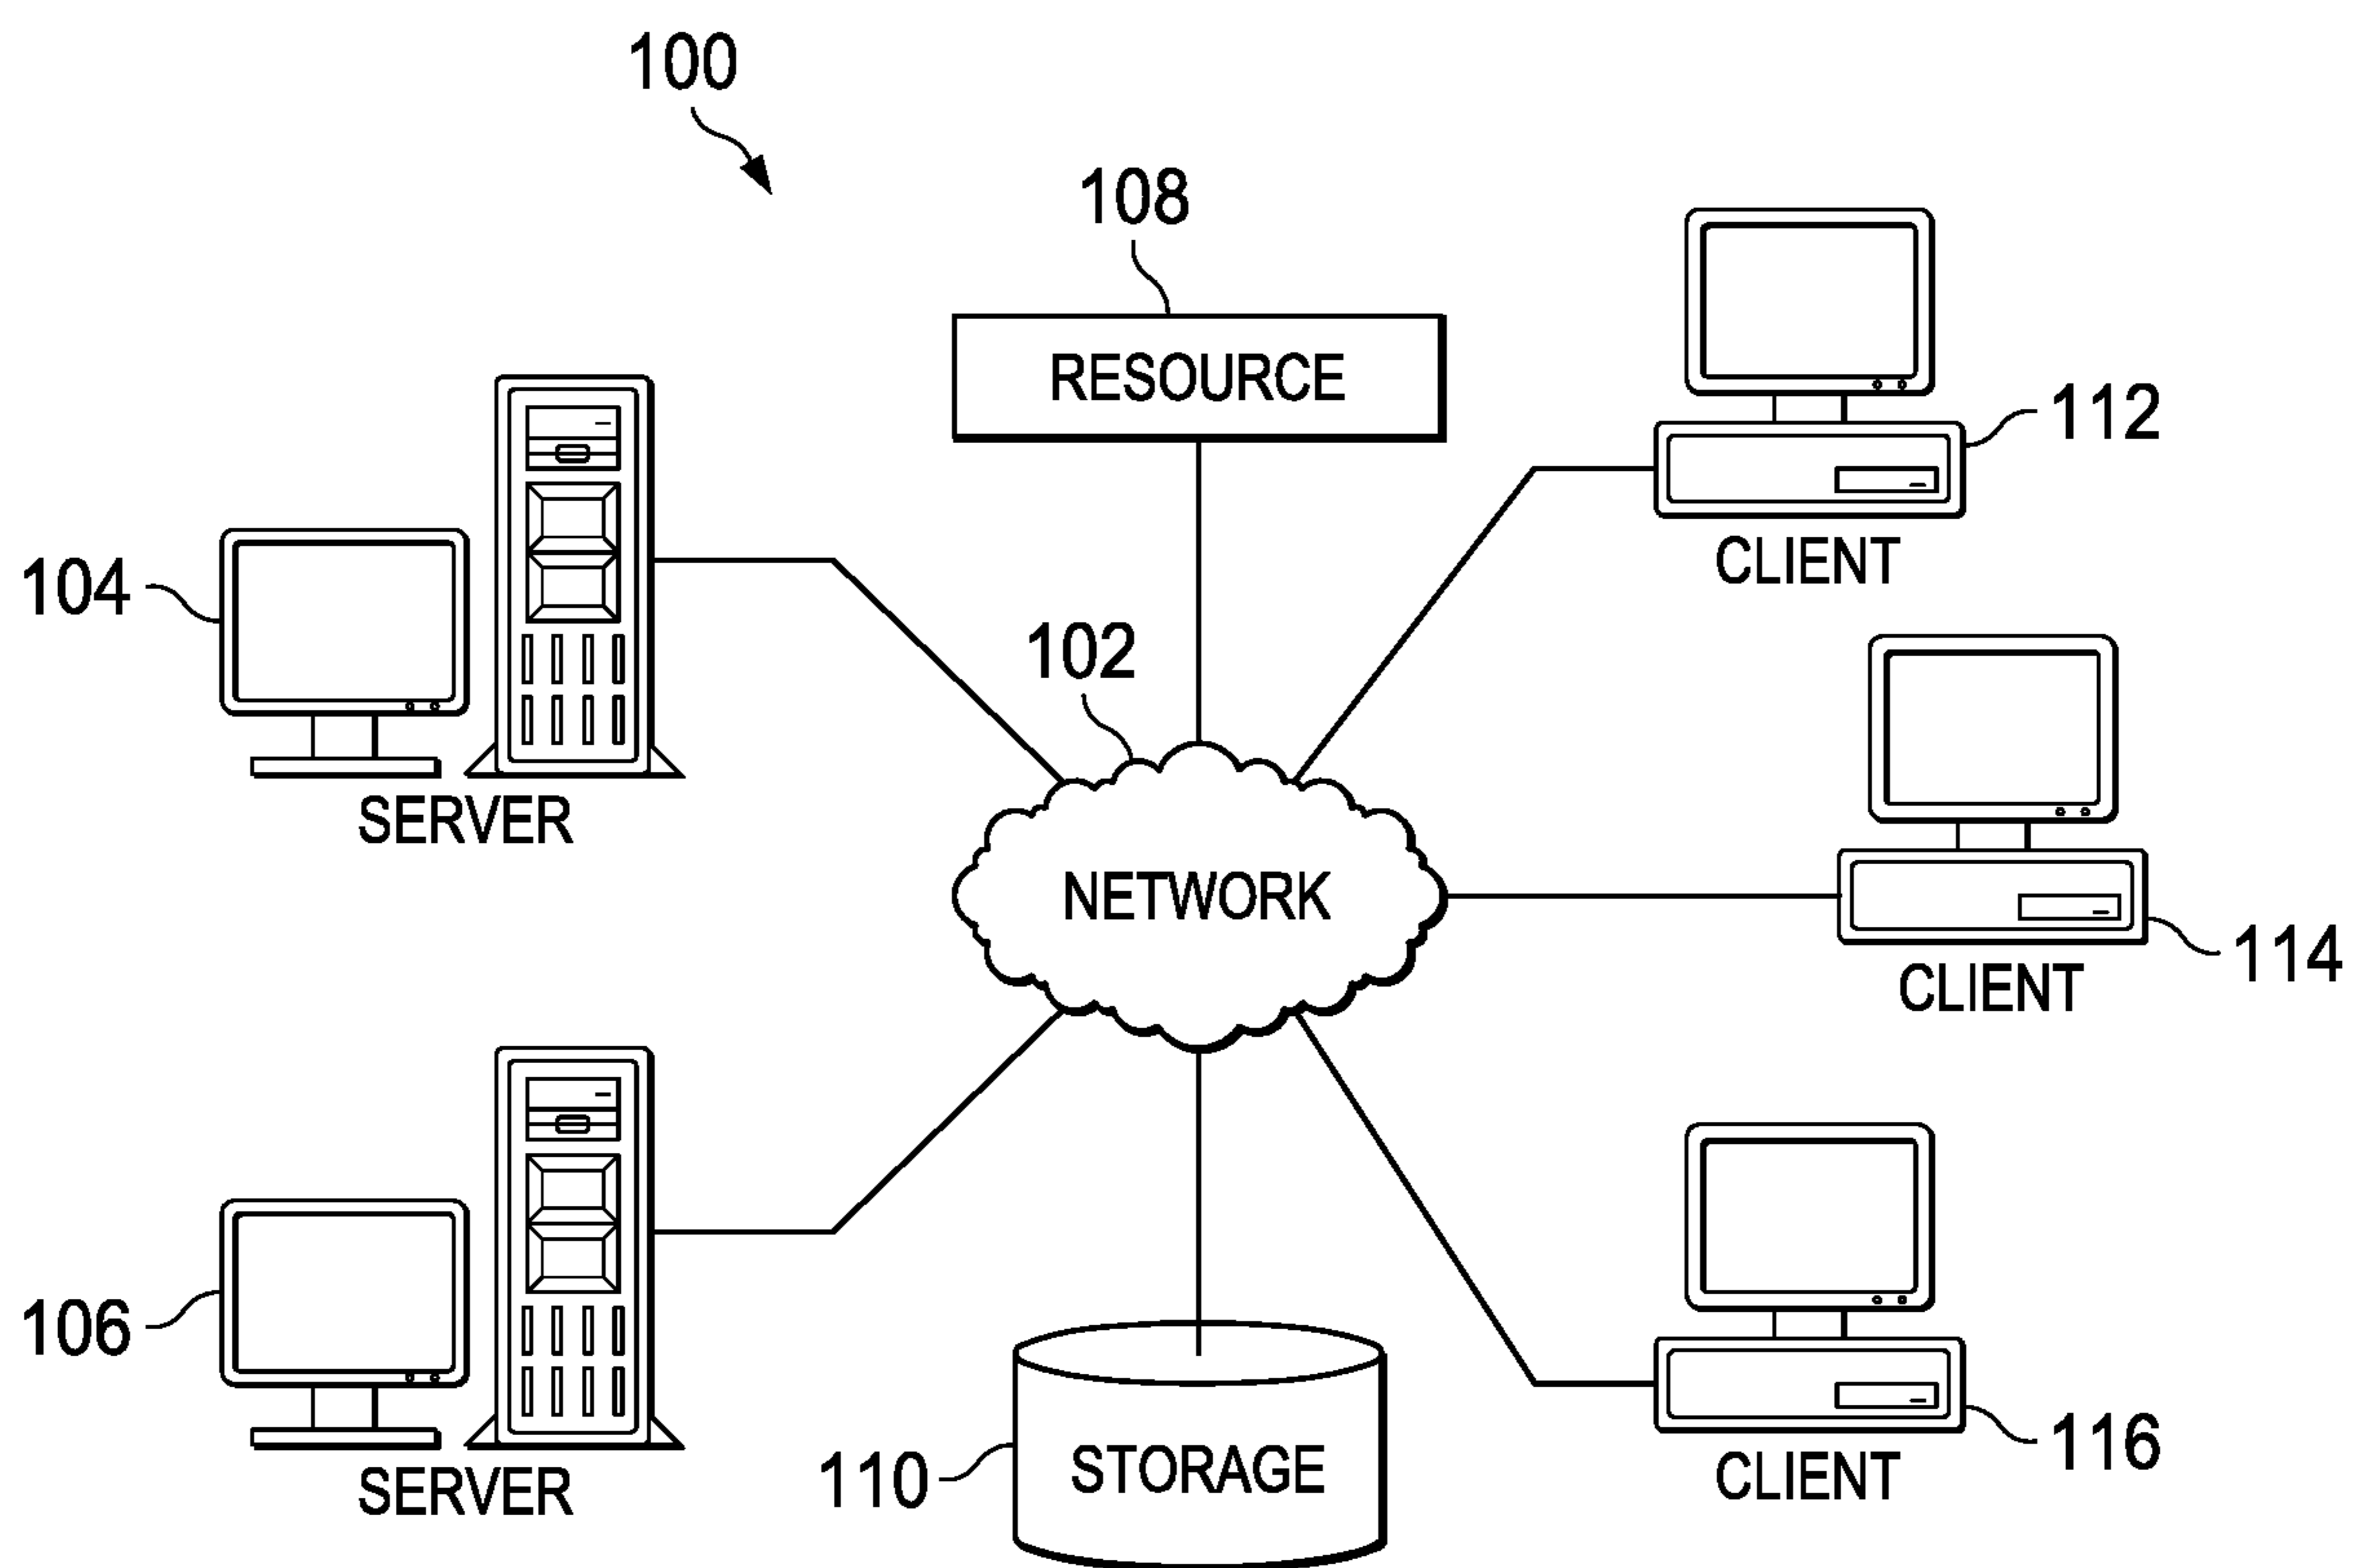 100
108
RESOURCE
112
CLIENT
104
SERVER
102
NETWORK
114
CLIENT
106
SERVER
110
STORAGE
116
CLIENT